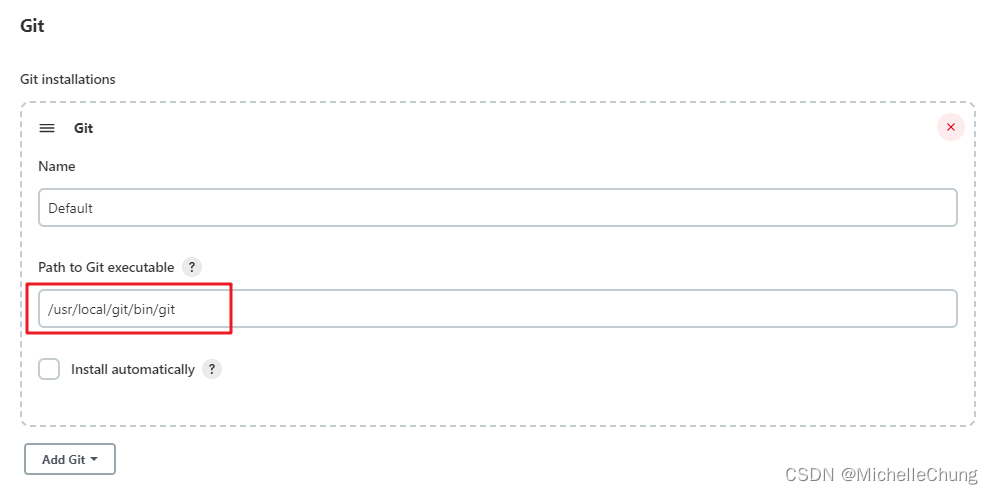 Git
Git installations
Git
Name
Default
Path to Git executable ?
/usr/local/git/bin/git
Install automatically ?
Add Git
CSDN @MichelleChung